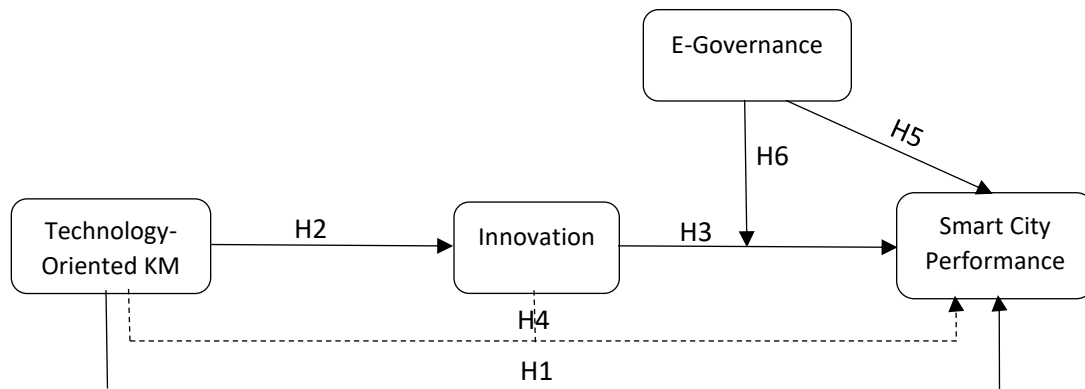 E-Governance
H5
H6
Technology-
Oriented KM
H2
Innovation
H3
Smart City
Performance
H4
H1